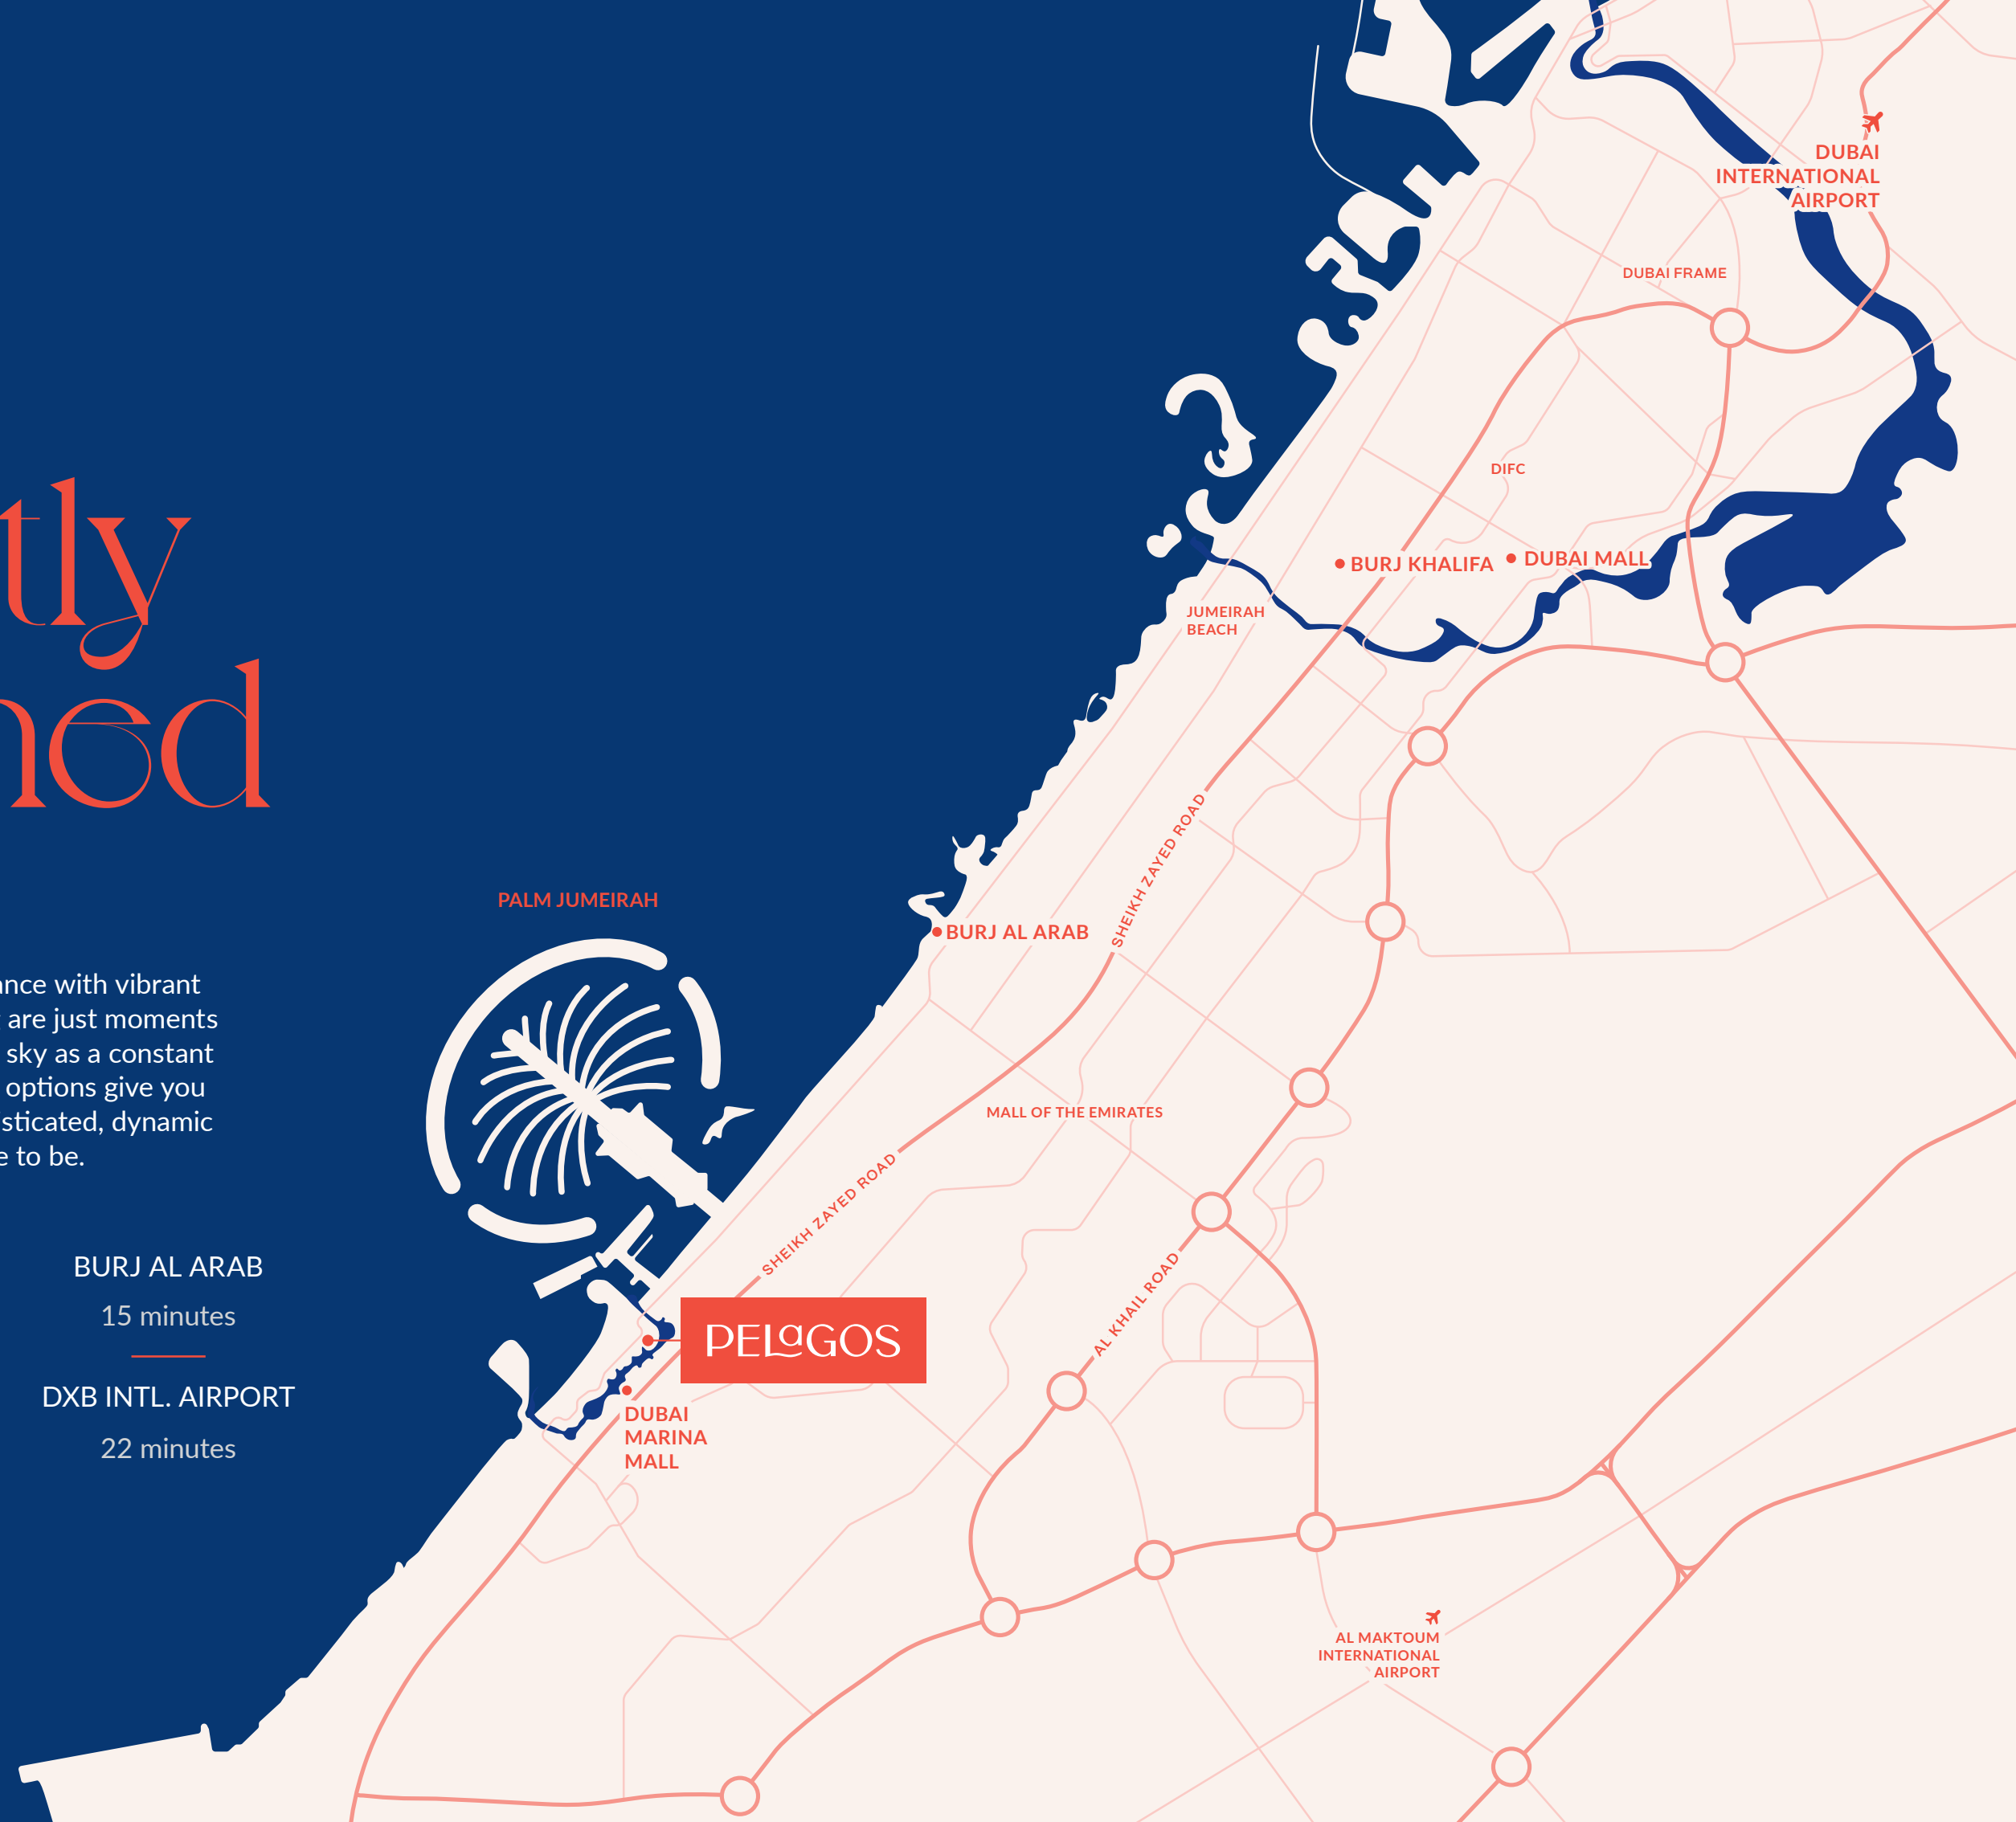 tly
ned
ance with vibrant
are just moments
sky as a constant
options give you
sticated, dynamic
e to be.
BURJ AL ARAB
15 minutes
DXB INTL. AIRPORT
22 minutes
DUBAI
INTERNATIONAL
AIRPORT
DUBAI FRAME
DIFC
BURJ KHALIFA
DUBAI MALL
JUMEIRAH
BEACH
SHEIKH ZAYED ROAD
PALM JUMEIRAH
BURJ AL ARAB
MALL OF THE EMIRATES
SHEIKH ZAYED ROAD
AL KHAIL ROAD
PELaGOS
DUBAI
MARINA
MALL
AL MAKTOUM
INTERNATIONAL
AIRPORT